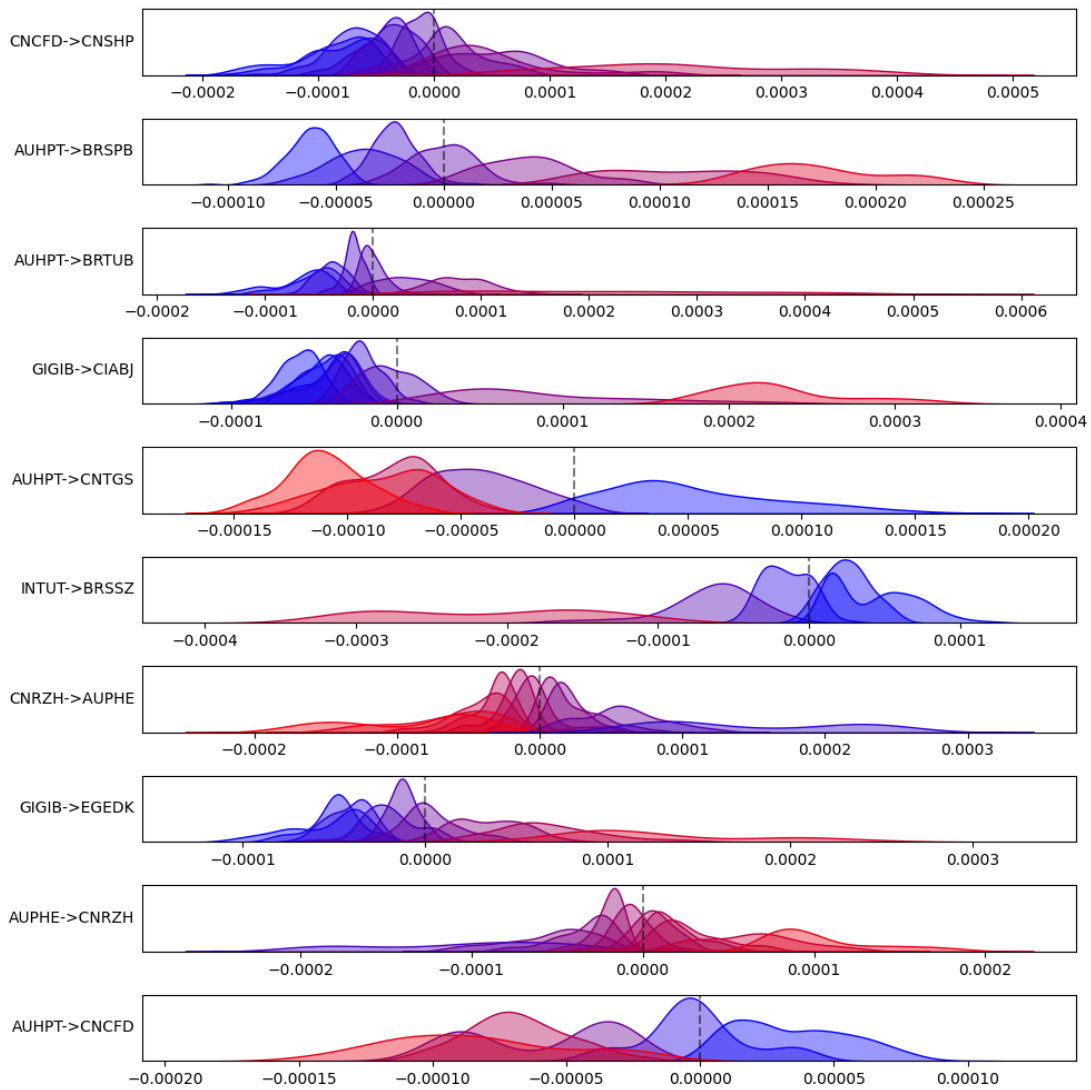 CNCFD->CNSHP
−0.0002 −0.0001 0.0000 0.0001 0.0002 0.0003 0.0004 0.0005
AUHPT->BRSPB
−0.00010 −0.00005 0.00000 0.00005 0.00010 0.00015 0.00020 0.00025
AUHPT->BRTUB
−0.0002 −0.0001 0.0000 0.0001 0.0002 0.0003 0.0004 0.0005 0.0006
GIGIB->CIABJ
−0.0001 0.0000 0.0001 0.0002 0.0003 0.0004
AUHPT->CNTGS
−0.00015 −0.00010 −0.00005 0.00000 0.00005 0.00010 0.00015 0.00020
INTUT->BRSSZ
−0.0004 −0.0003 −0.0002 −0.0001 0.0000 0.0001
CNRZH->AUPHE
−0.0002 −0.0001 0.0000 0.0001 0.0002 0.0003
GIGIB->EGEDK
−0.0001 0.0000 0.0001 0.0002 0.0003
AUPHE->CNRZH
−0.0002 −0.0001 0.0000 0.0001 0.0002
AUHPT->CNCFD
−0.00020 −0.00015 −0.00010 −0.00005 0.00000 0.00005 0.00010